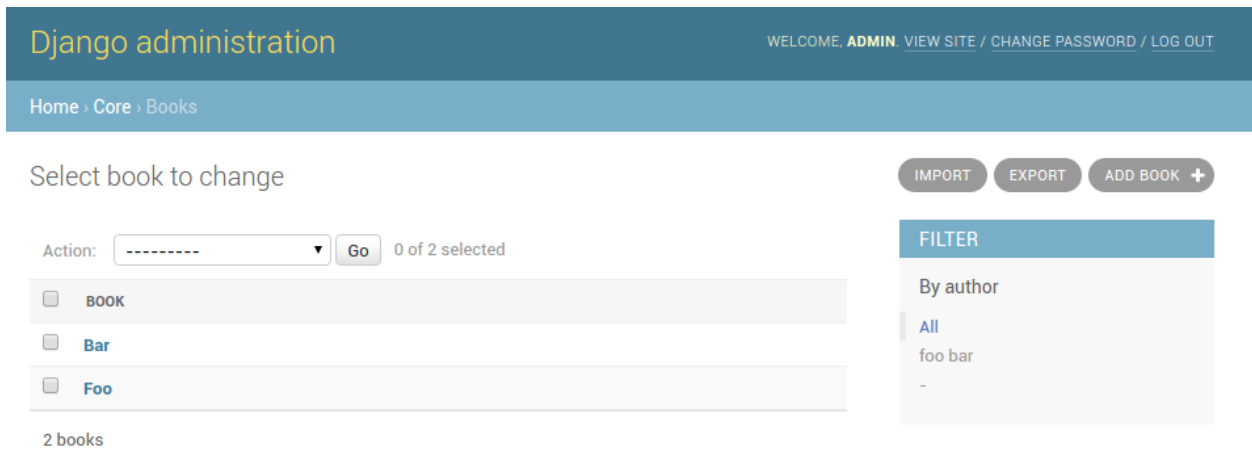 Django administration
WELCOME, ADMIN. VIEW SITE / CHANGE PASSWORD / LOG OUT
Home › Core › Books
Select book to change
IMPORT EXPORT ADD BOOK +
Action: --------- Go 0 of 2 selected
BOOK
Bar
Foo
2 books
FILTER
By author
All
foo bar
-